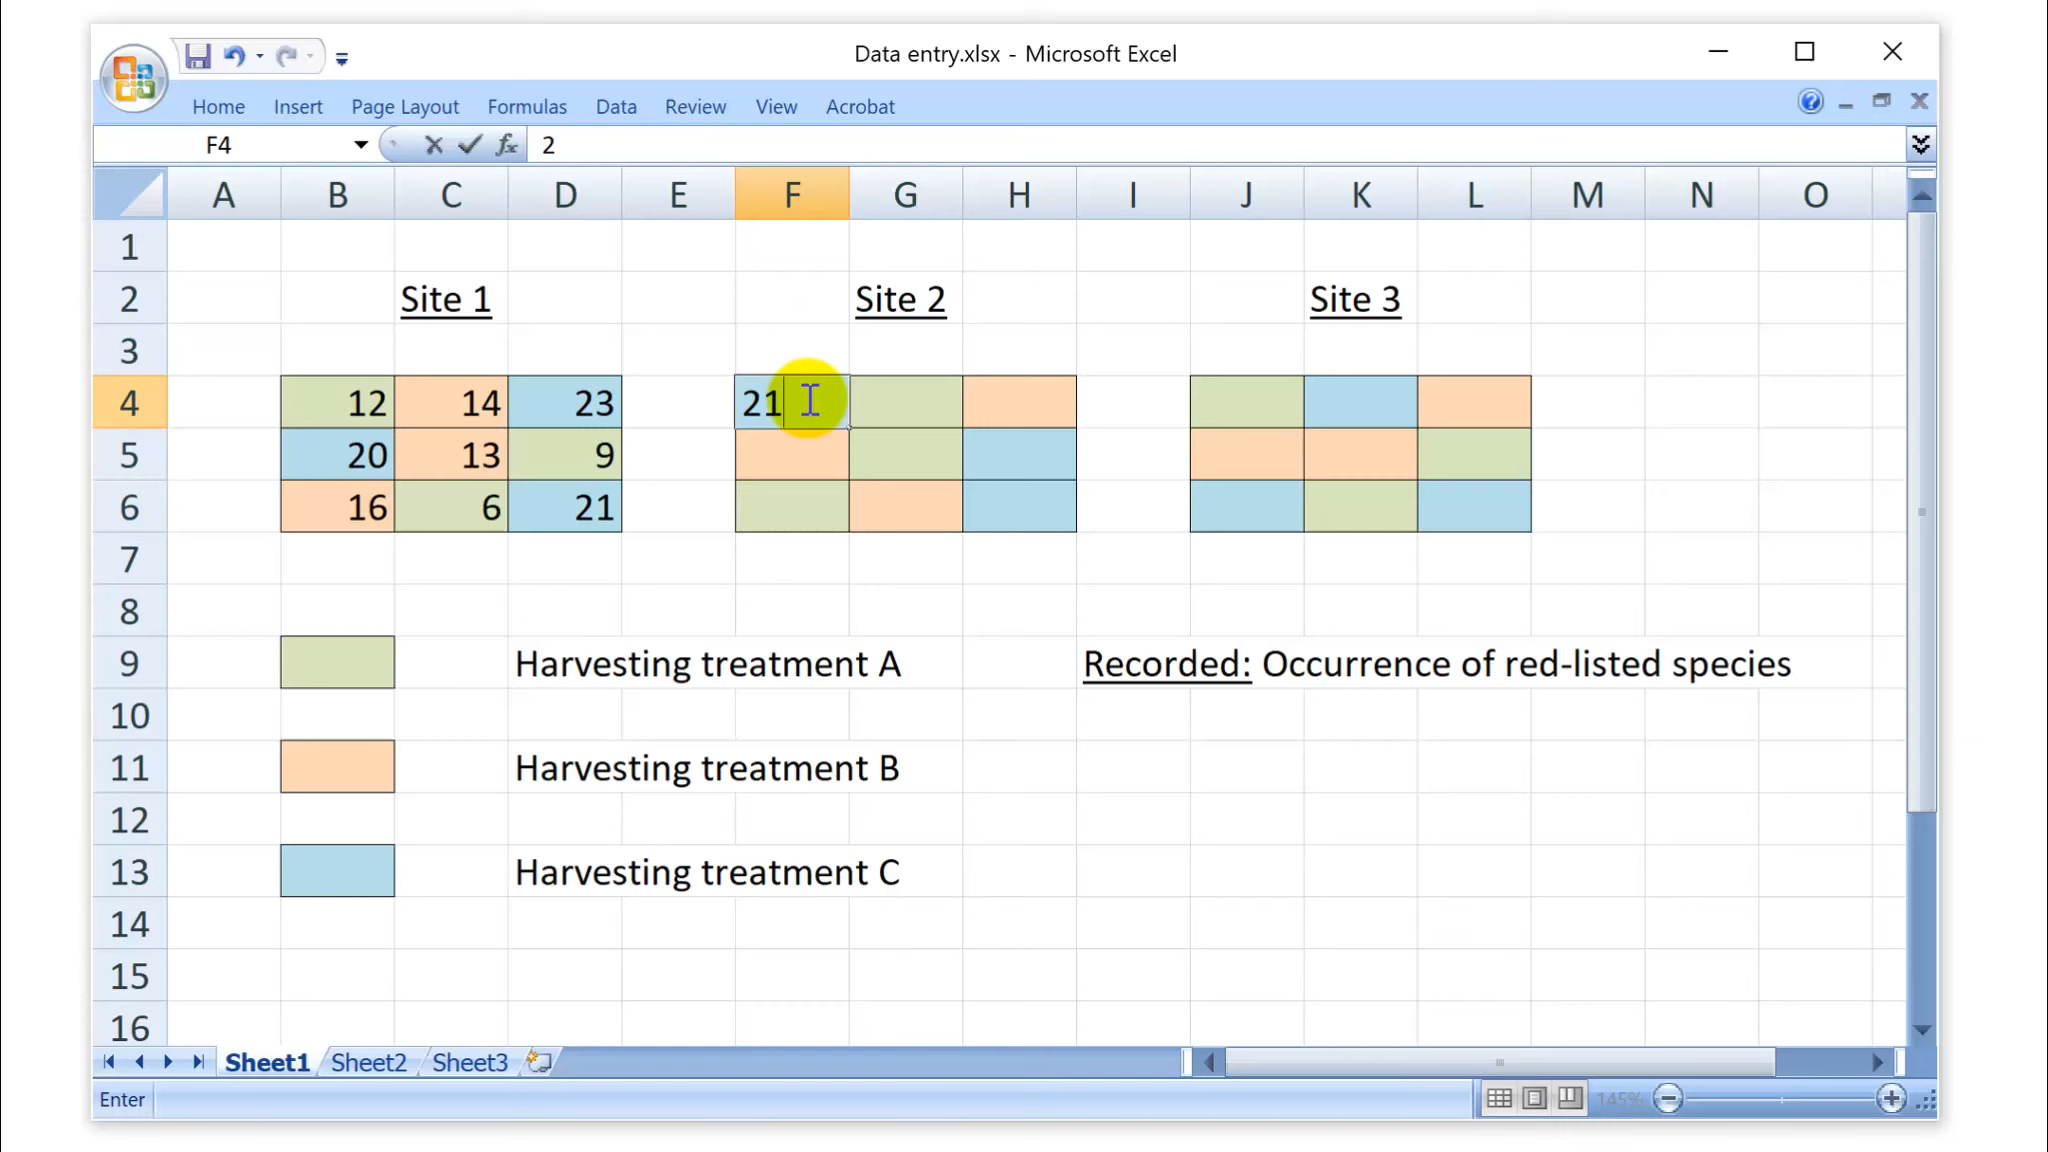 Data entry.xlsx - Microsoft Excel
Home Insert Page Layout Formulas Data Review View Acrobat
F4 fx 2
A B C D E F G H I J K L M N O
1
2 Site 1 Site 2 Site 3
3
4 12 14 23 21
5 20 13 9
6 16 6 21
7
8
9 Harvesting treatment A Recorded: Occurrence of red-listed species
10
11 Harvesting treatment B
12
13 Harvesting treatment C
14
15
16
Sheet1 Sheet2 Sheet3
Enter 145%